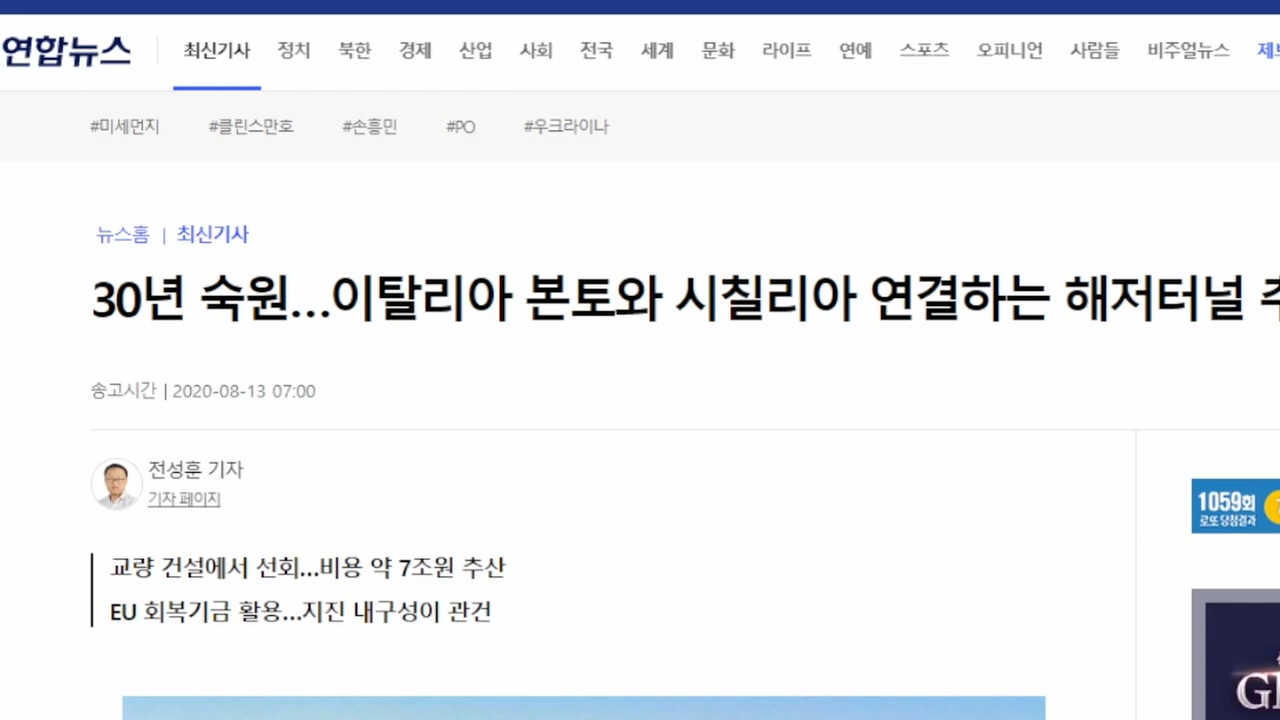 연합뉴스 최신기사 정치 북한 경제 산업 사회 전국 세계 문화 라이프 연예 스포츠 오피니언 사람들 비주얼뉴스
#미세먼지 #클린스만호 #손흥민 #PO #우크라이나
뉴스홈 | 최신기사
30년 숙원...이탈리아 본토와 시칠리아 연결하는 해저터널
송고시간 | 2020-08-13 07:00
전성훈 기자
기자 페이지
1059회
로또 당첨결과
교량 건설에서 선회...비용 약 7조원 추산
EU 회복기금 활용...지진 내구성이 관건